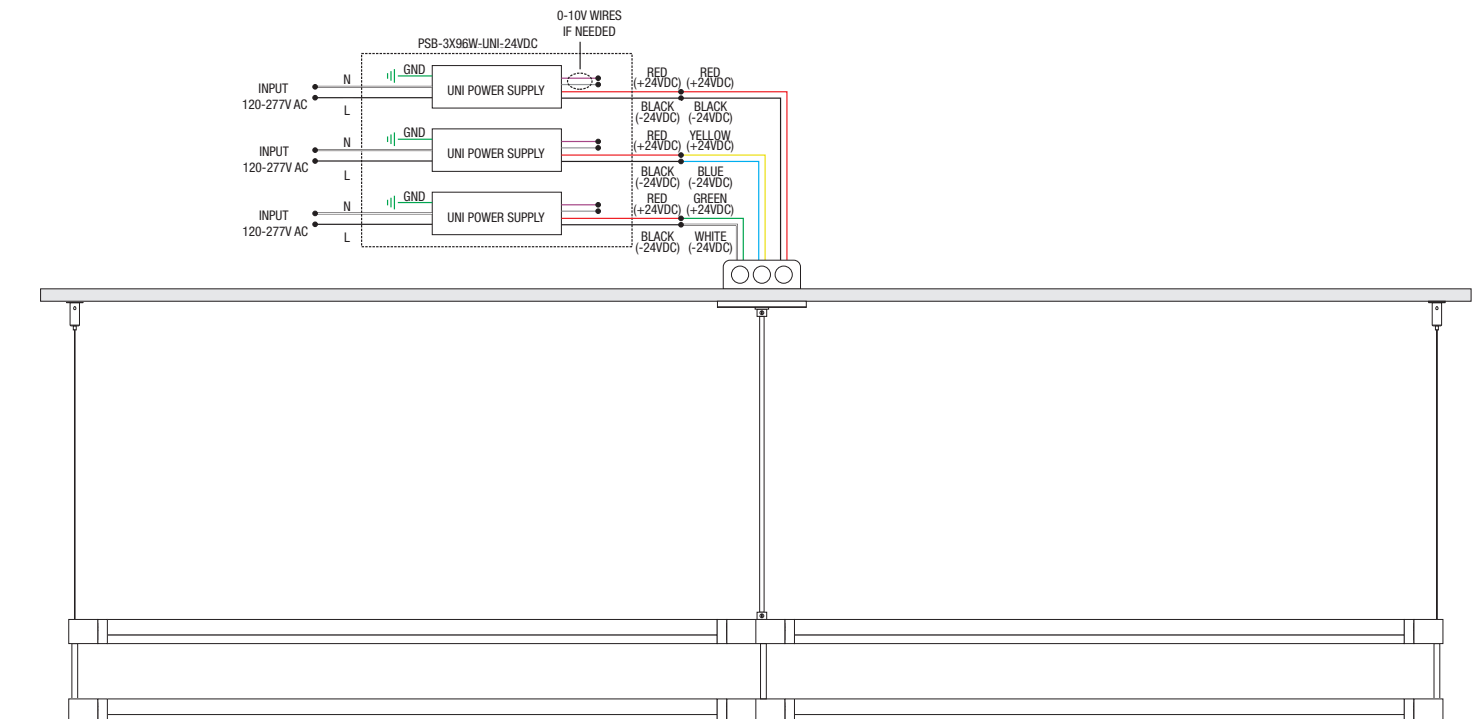 0-10V WIRES
IF NEEDED
PSB-3X96W-UNI-24VDC
GND
N
INPUT
120-277V AC
L
UNI POWER SUPPLY
RED RED
(+24VDC) (+24VDC)
BLACK BLACK
(-24VDC) (-24VDC)
GND
N
INPUT
120-277V AC
L
UNI POWER SUPPLY
RED YELLOW
(+24VDC) (+24VDC)
BLACK BLUE
(-24VDC) (-24VDC)
GND
N
INPUT
120-277V AC
L
UNI POWER SUPPLY
RED GREEN
(+24VDC) (+24VDC)
BLACK WHITE
(-24VDC) (-24VDC)